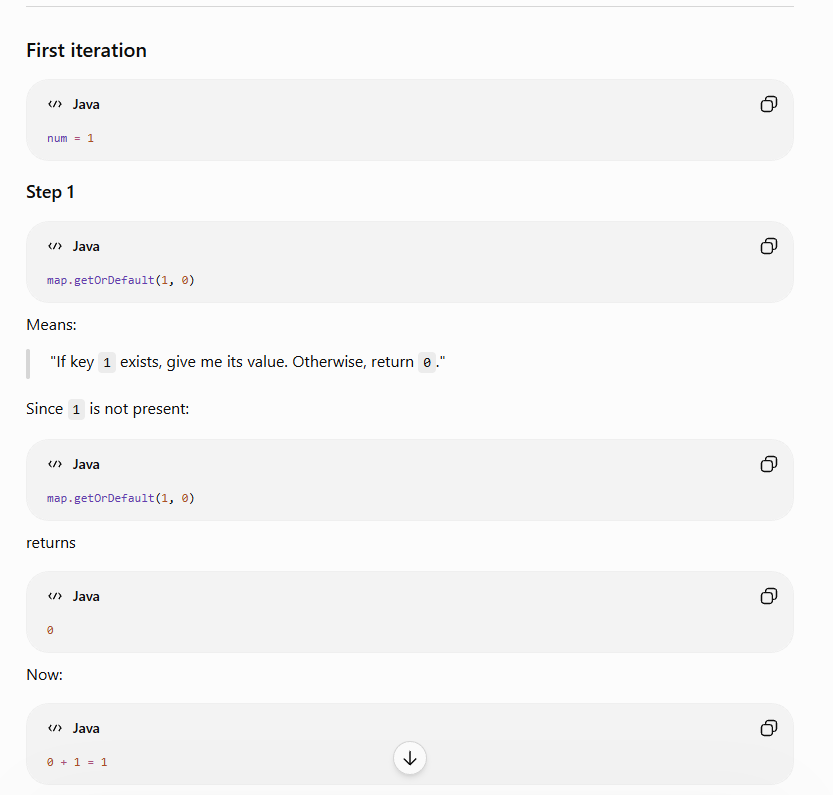 First iteration
Java
num = 1
Step 1
Java
map.getOrDefault(1, 0)
Means:
"If key 1 exists, give me its value. Otherwise, return 0."
Since 1 is not present:
Java
map.getOrDefault(1, 0)
returns
Java
0
Now:
Java
0 + 1 = 1